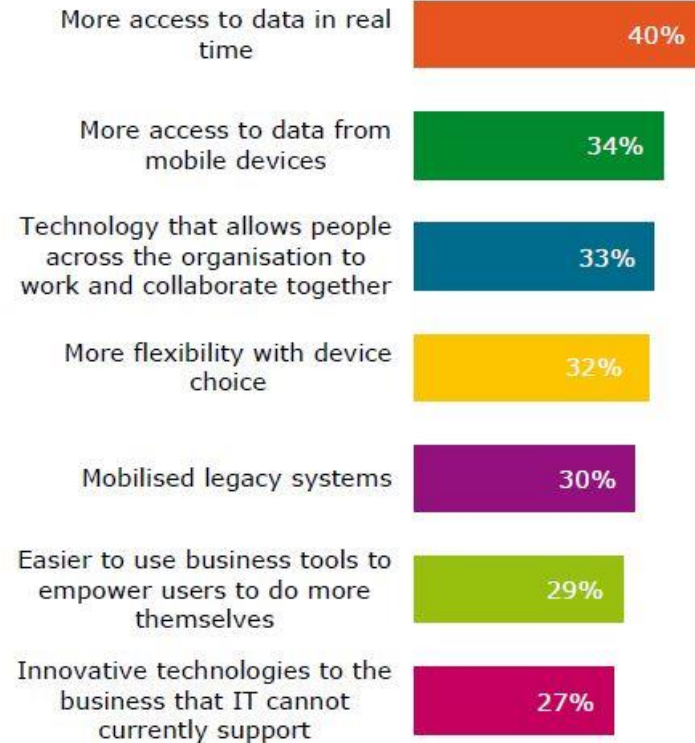 More access to data in real
time
40%
More access to data from
mobile devices
34%
Technology that allows people
across the organisation to
work and collaborate together
33%
More flexibility with device
choice
32%
Mobilised legacy systems
30%
Easier to use business tools to
empower users to do more
themselves
29%
Innovative technologies to the
business that IT cannot
currently support
27%